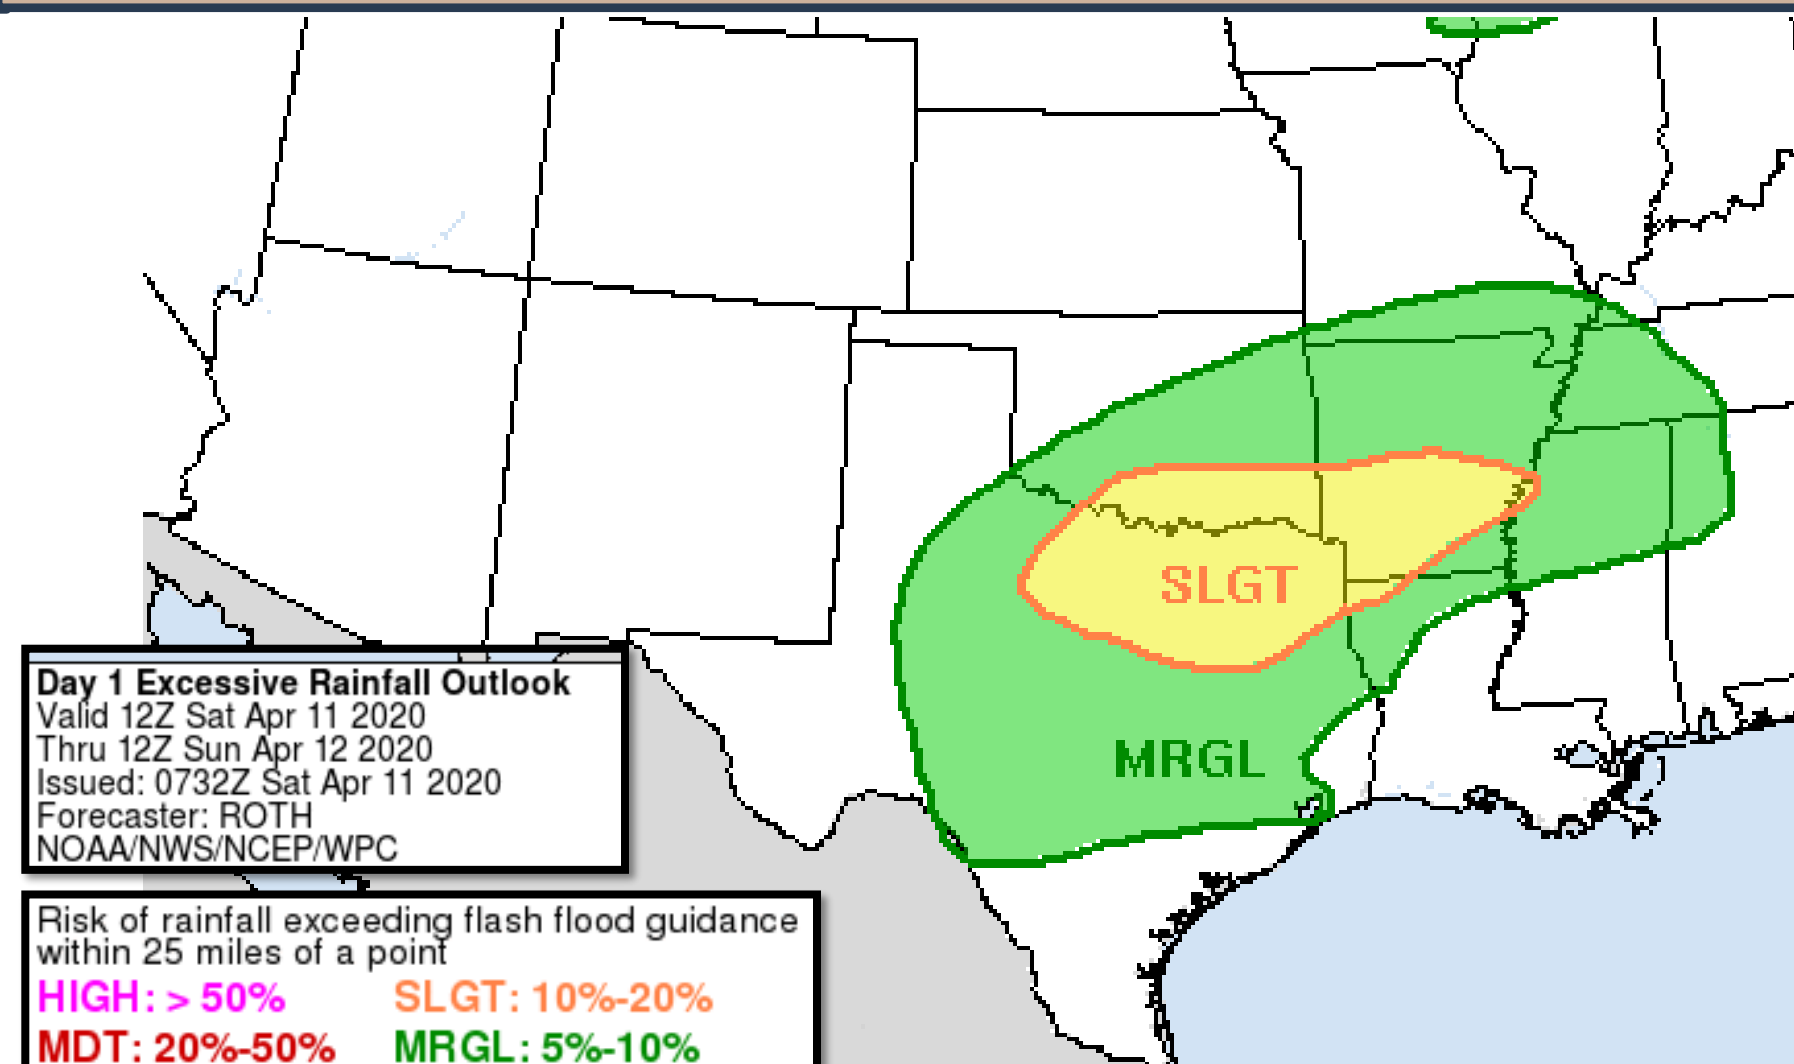 SLGT
MRGL
Day 1 Excessive Rainfall Outlook
Valid 12Z Sat Apr 11 2020
Thru 12Z Sun Apr 12 2020
Issued: 0732Z Sat Apr 11 2020
Forecaster: ROTH
NOAA/NWS/NCEP/WPC
Risk of rainfall exceeding flash flood guidance
within 25 miles of a point
HIGH: > 50% SLGT: 10%-20%
MDT: 20%-50% MRGL: 5%-10%